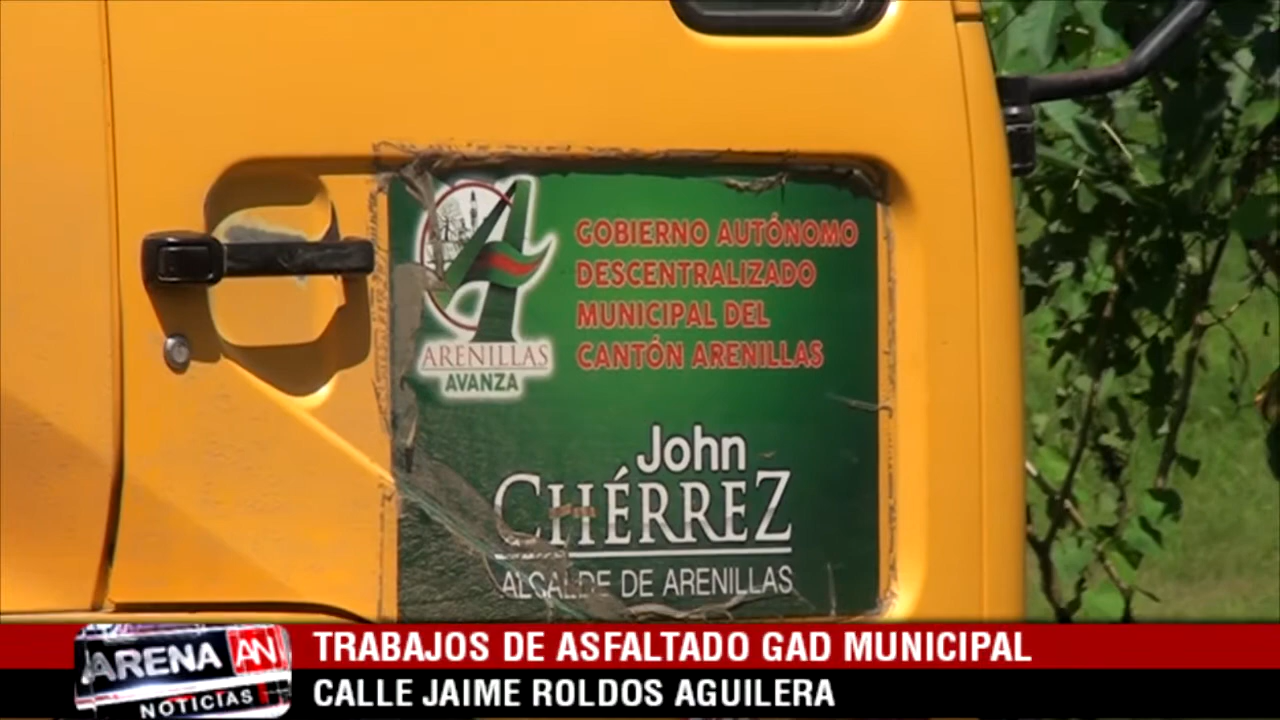 GOBIERNO AUTÓNOMO
DESCENTRALIZADO
MUNICIPAL DEL
CANTÓN ARENILLAS
ARENILLAS
AVANZA
John
CHÉRREZ
ALCALDE DE ARENILLAS
ARENA AN
NOTICIAS
TRABAJOS DE ASFALTADO GAD MUNICIPAL
CALLE JAIME ROLDOS AGUILERA